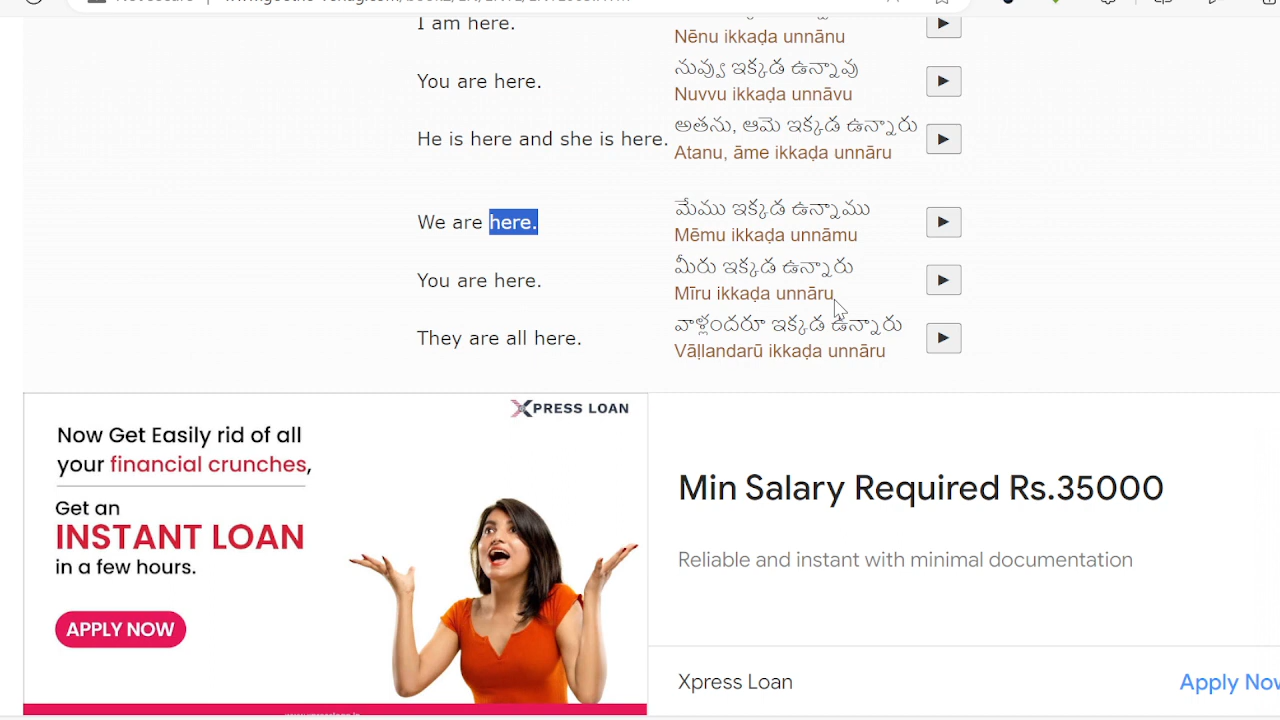 I am here.
Nēnu ikkaḍa unnānu
You are here.
నువ్వు ఇక్కడ ఉన్నావు
Nuvvu ikkaḍa unnāvu
He is here and she is here.
అతను, ఆమె ఇక్కడ ఉన్నారు
Atanu, āme ikkaḍa unnāru
We are here.
మేము ఇక్కడ ఉన్నాము
Mēmu ikkaḍa unnāmu
You are here.
మీరు ఇక్కడ ఉన్నారు
Mīru ikkaḍa unnāru
They are all here.
వాళ్లందరూ ఇక్కడ ఉన్నారు
Vāḷlandarū ikkaḍa unnāru
XPRESS LOAN
Now Get Easily rid of all
your financial crunches,
Get an
INSTANT LOAN
in a few hours.
APPLY NOW
Min Salary Required Rs.35000
Reliable and instant with minimal documentation
Xpress Loan
Apply Now